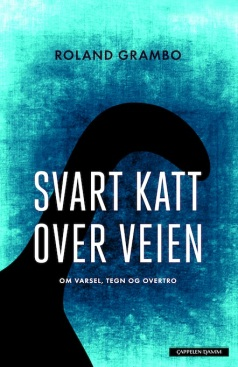 ROLAND GRAMBO
SVART KATT
OVER VEIEN
OM VARSEL, TEGN OG OVERTRO
CAPPELEN DAMM